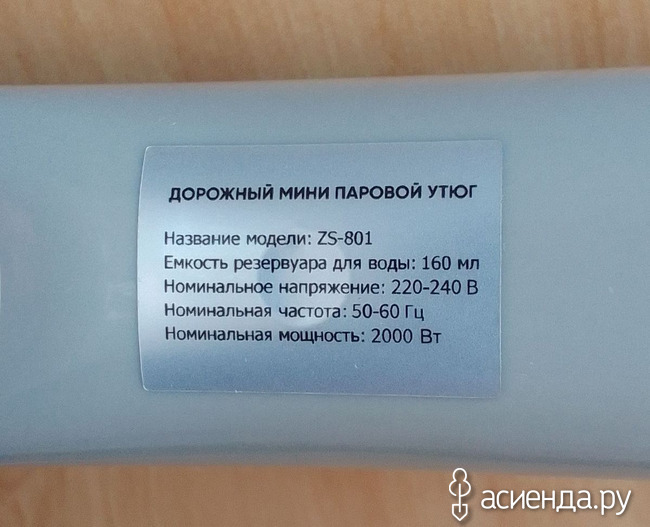 ДОРОЖНЫЙ МИНИ ПАРОВОЙ УТЮГ
Название модели: ZS-801
Емкость резервуара для воды: 160 мл
Номинальное напряжение: 220-240 В
Номинальная частота: 50-60 Гц
Номинальная мощность: 2000 Вт
асиенда.ру